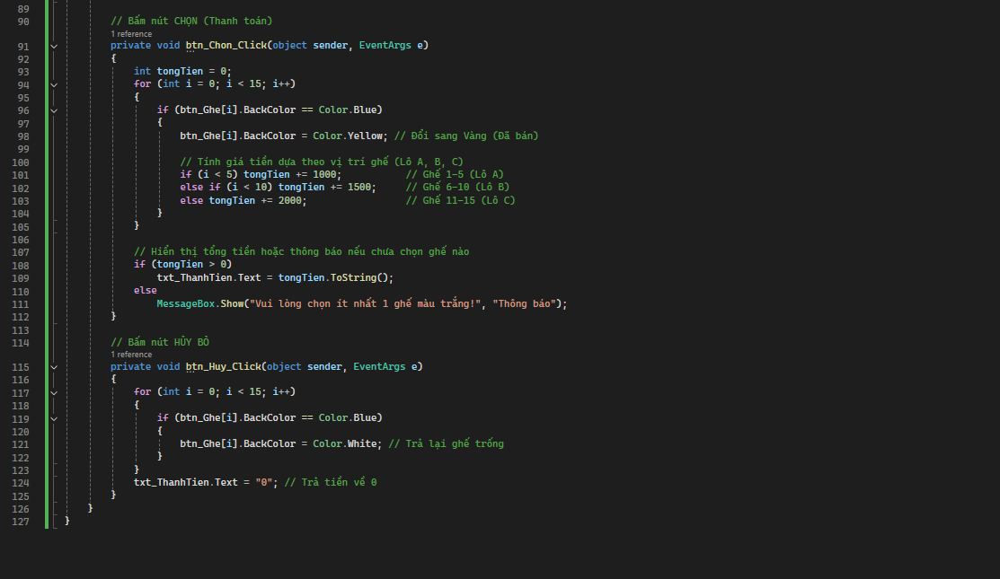 89
90 // Bấm nút CHỌN (Thanh toán)
1 reference
91 private void btn_Chon_Click(object sender, EventArgs e)
92 {
93 int tongTien = 0;
94 for (int i = 0; i < 15; i++)
95 {
96 if (btn_Ghe[i].BackColor == Color.Blue)
97 {
98 btn_Ghe[i].BackColor = Color.Yellow; // Đổi sang Vàng (Đã bán)
99
100 // Tính giá tiền dựa theo vị trí ghế (Lô A, B, C)
101 if (i < 5) tongTien += 1000; // Ghế 1-5 (Lô A)
102 else if (i < 10) tongTien += 1500; // Ghế 6-10 (Lô B)
103 else tongTien += 2000; // Ghế 11-15 (Lô C)
104 }
105 }
106
107 // Hiển thị tổng tiền hoặc thông báo nếu chưa chọn ghế nào
108 if (tongTien > 0)
109 txt_ThanhTien.Text = tongTien.ToString();
110 else
111 MessageBox.Show("Vui lòng chọn ít nhất 1 ghế màu trắng!", "Thông báo");
112 }
113
114 // Bấm nút HỦY BỎ
1 reference
115 private void btn_Huy_Click(object sender, EventArgs e)
116 {
117 for (int i = 0; i < 15; i++)
118 {
119 if (btn_Ghe[i].BackColor == Color.Blue)
120 {
121 btn_Ghe[i].BackColor = Color.White; // Trả lại ghế trống
122 }
123 }
124 txt_ThanhTien.Text = "0"; // Trả tiền về 0
125 }
126 }
127 }